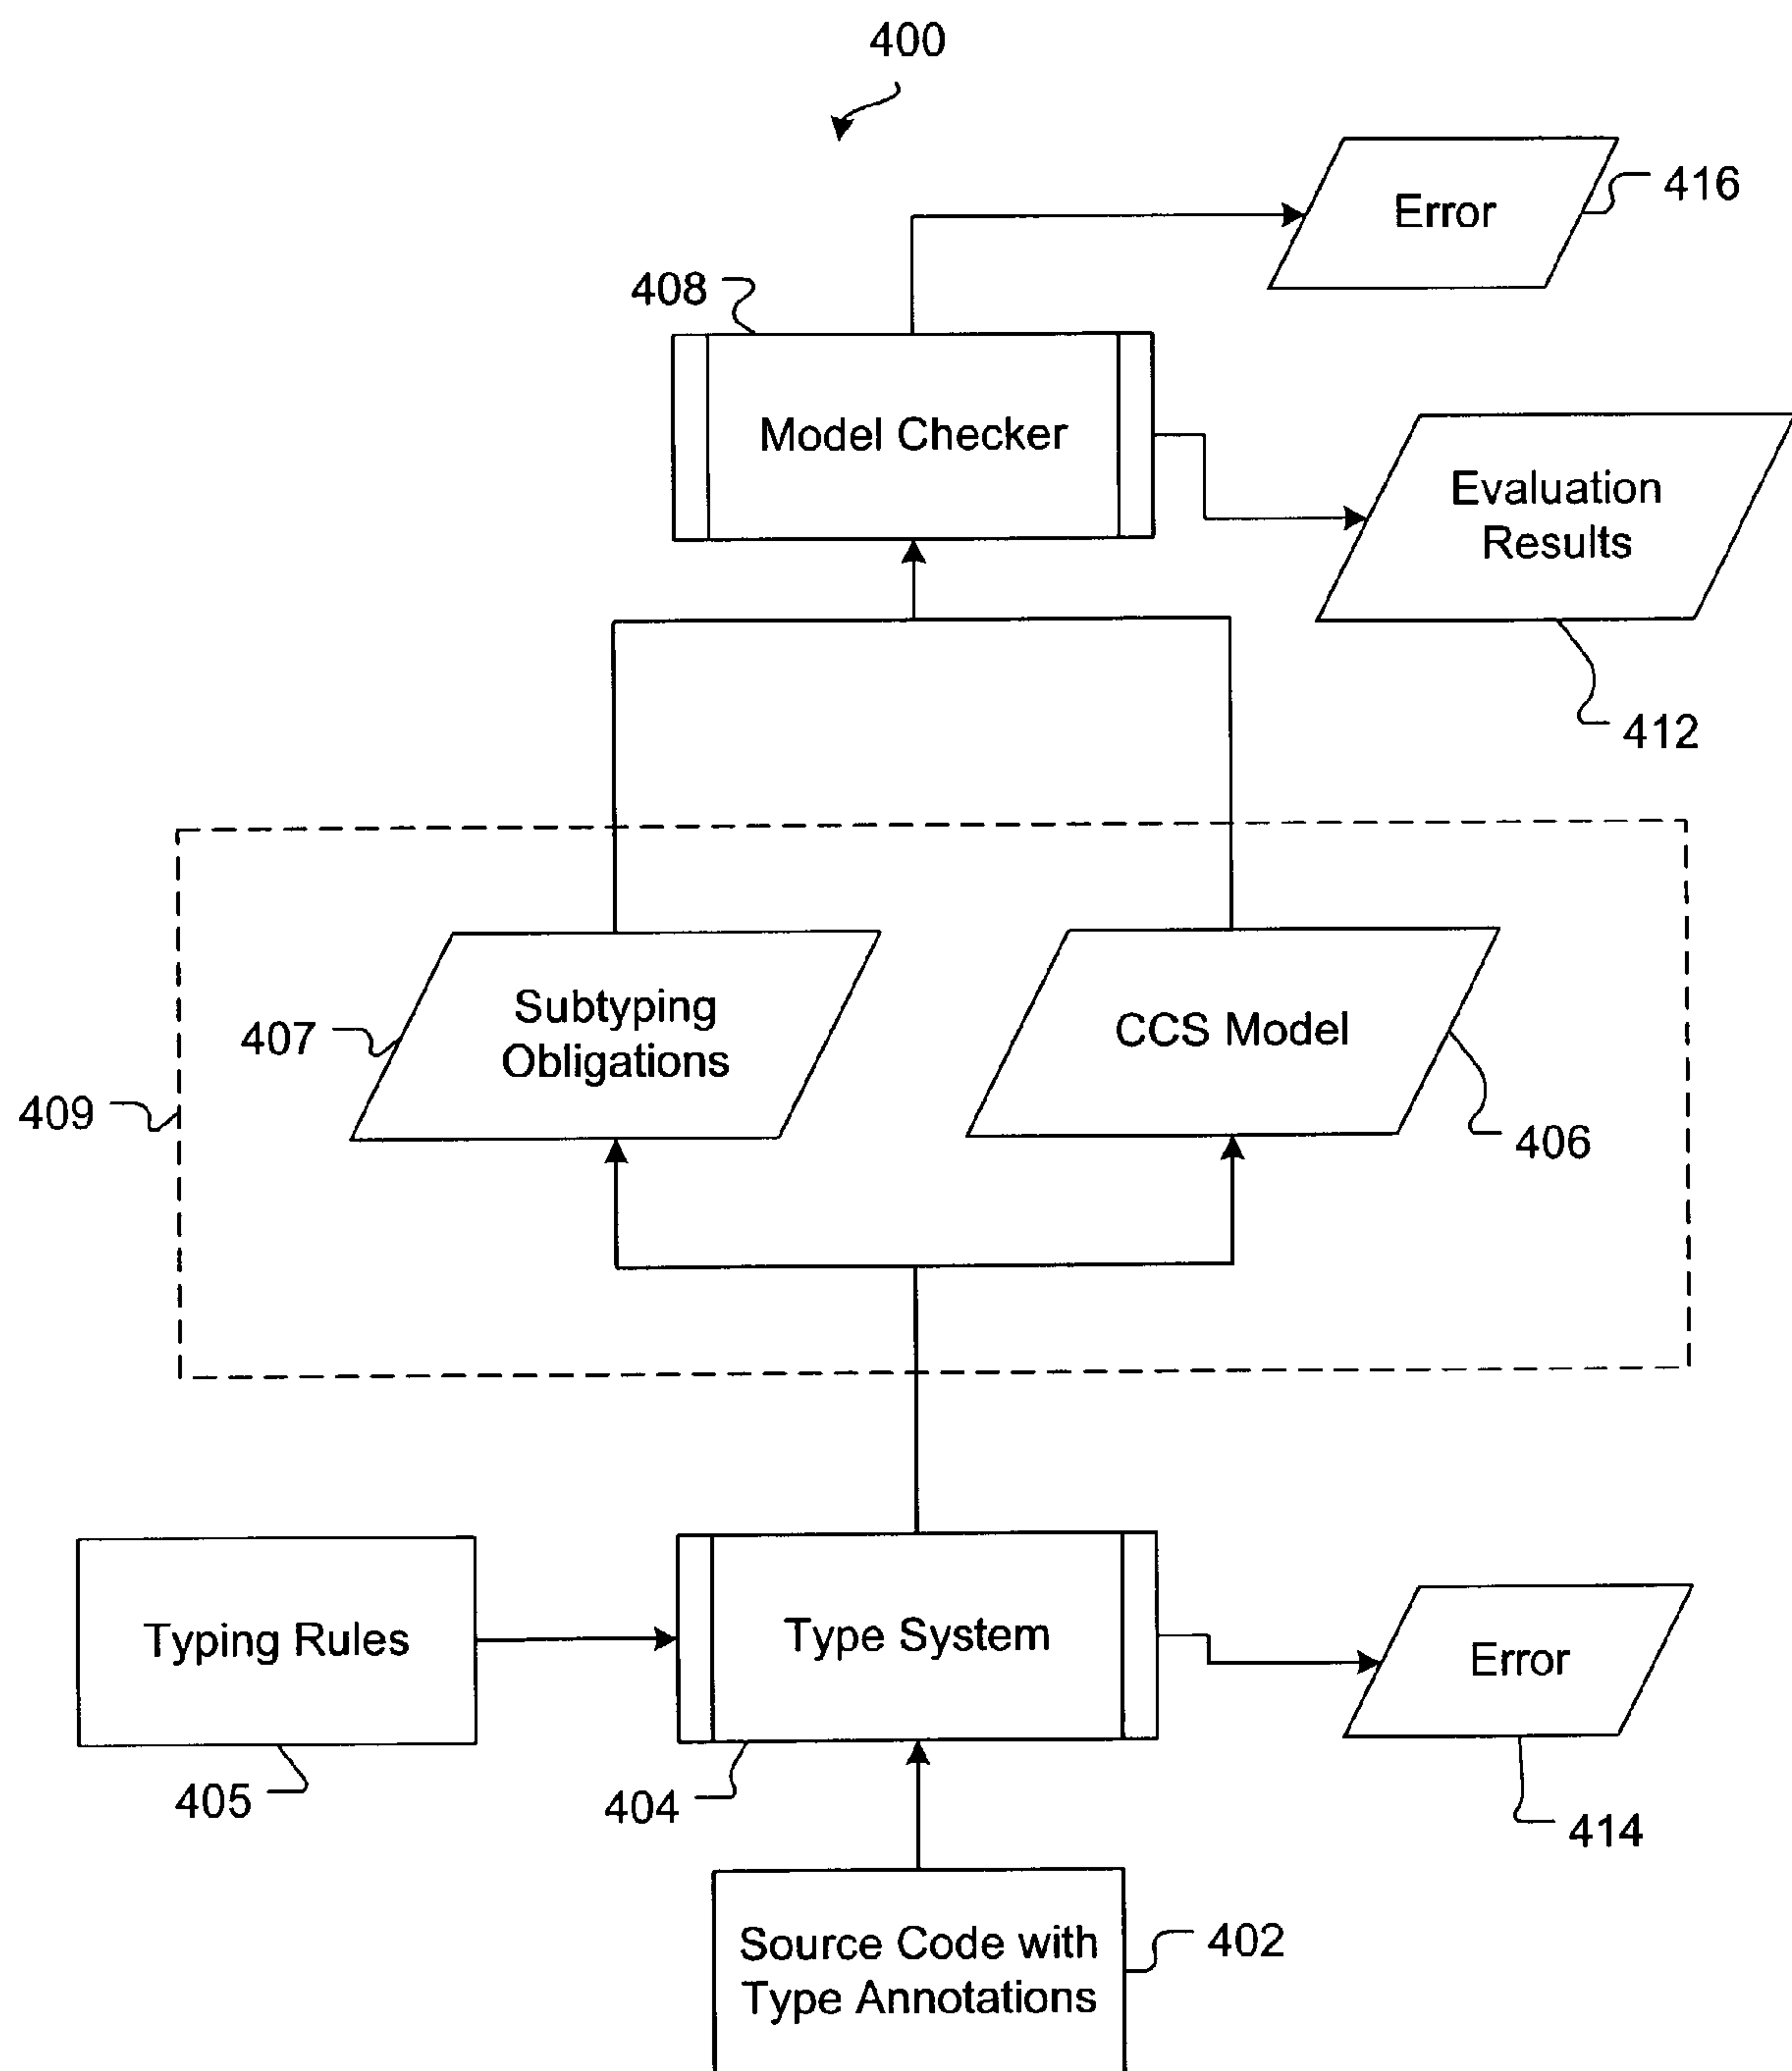 400
Error
416
408
Model Checker
Evaluation
Results
412
Subtyping
Obligations
407
CCS Model
406
409
Typing Rules
405
Type System
404
Error
414
Source Code with
Type Annotations
402